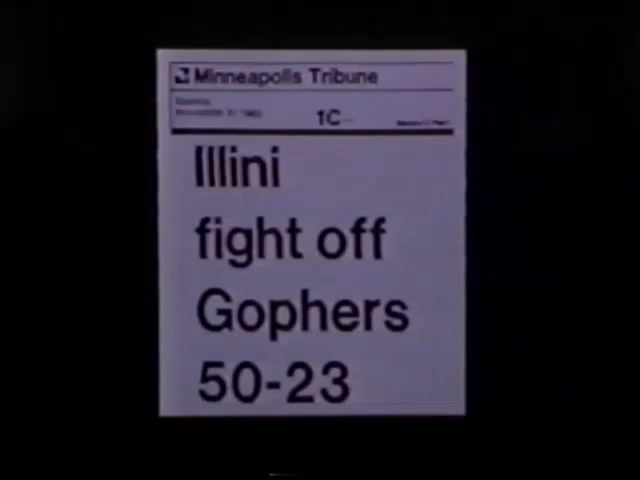 Minneapolis Tribune
1C
Illini
fight off
Gophers
50-23